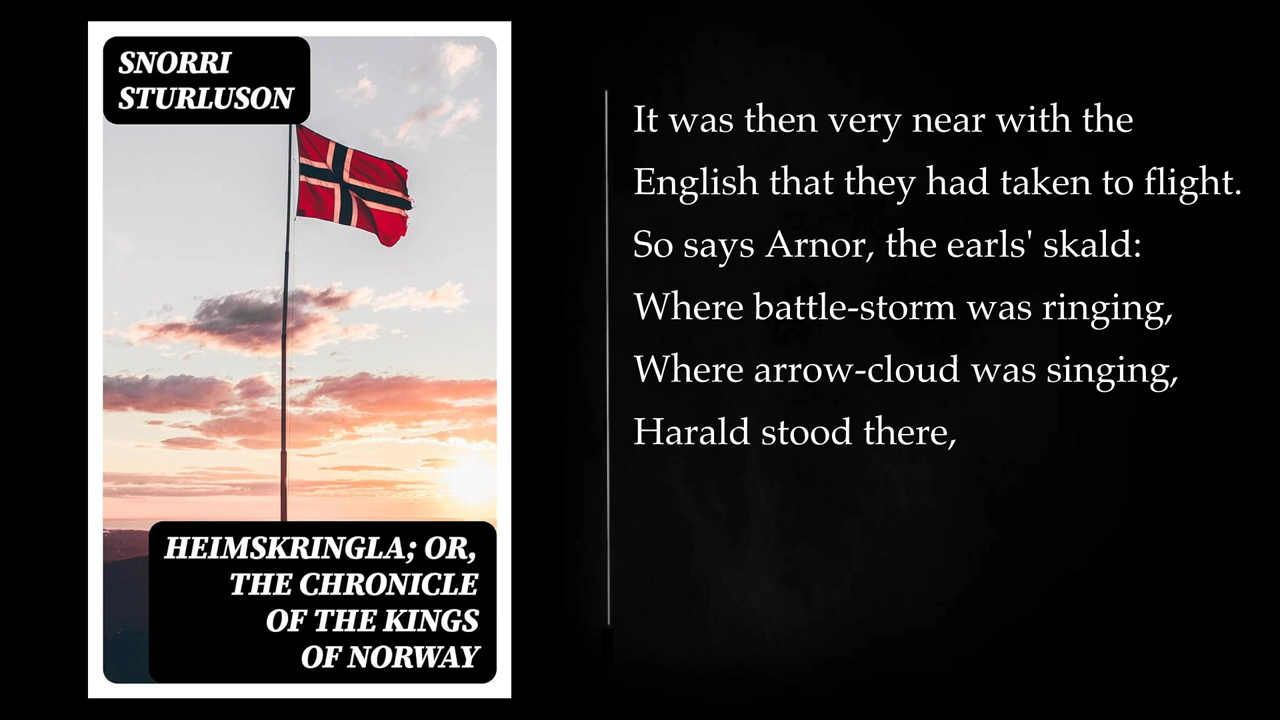 SNORRI
STURLUSON
HEIMSKRINGLA; OR,
THE CHRONICLE
OF THE KINGS
OF NORWAY
It was then very near with the
English that they had taken to flight.
So says Arnor, the earls' skald:
Where battle-storm was ringing,
Where arrow-cloud was singing,
Harald stood there,